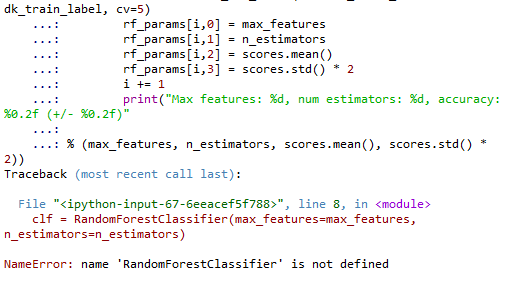 dk_train_label, cv=5)
...: rf_params[i,0] = max_features
...: rf_params[i,1] = n_estimators
...: rf_params[i,2] = scores.mean()
...: rf_params[i,3] = scores.std() * 2
...: i += 1
...: print("Max features: %d, num estimators: %d, accuracy:
%0.2f (+/- %0.2f)"
...:
...: % (max_features, n_estimators, scores.mean(), scores.std() *
2))
Traceback (most recent call last):
File "<ipython-input-67-6eeacef5f788>", line 8, in <module>
clf = RandomForestClassifier(max_features=max_features,
n_estimators=n_estimators)
NameError: name 'RandomForestClassifier' is not defined